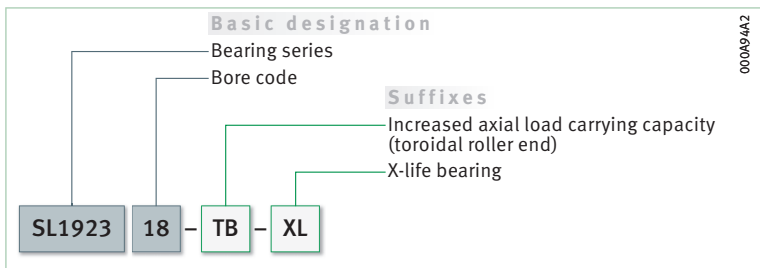 Basic designation
Bearing series
Bore code
000A94A2
Suffixes
Increased axial load carrying capacity
(toroidal roller end)
X-life bearing
SL1923 18 – TB – XL